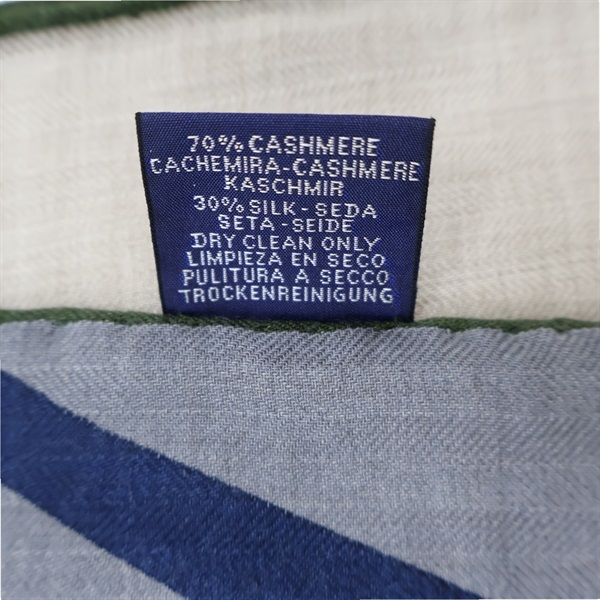 70% CASHMERE
CACHEMIRA-CASHMERE
KASCHMIR
30% SILK - SEDA
SETA - SEIDE
DRY CLEAN ONLY
LIMPIEZA EN SECO
PULITURA A SECCO
TROCKENREINIGUNG